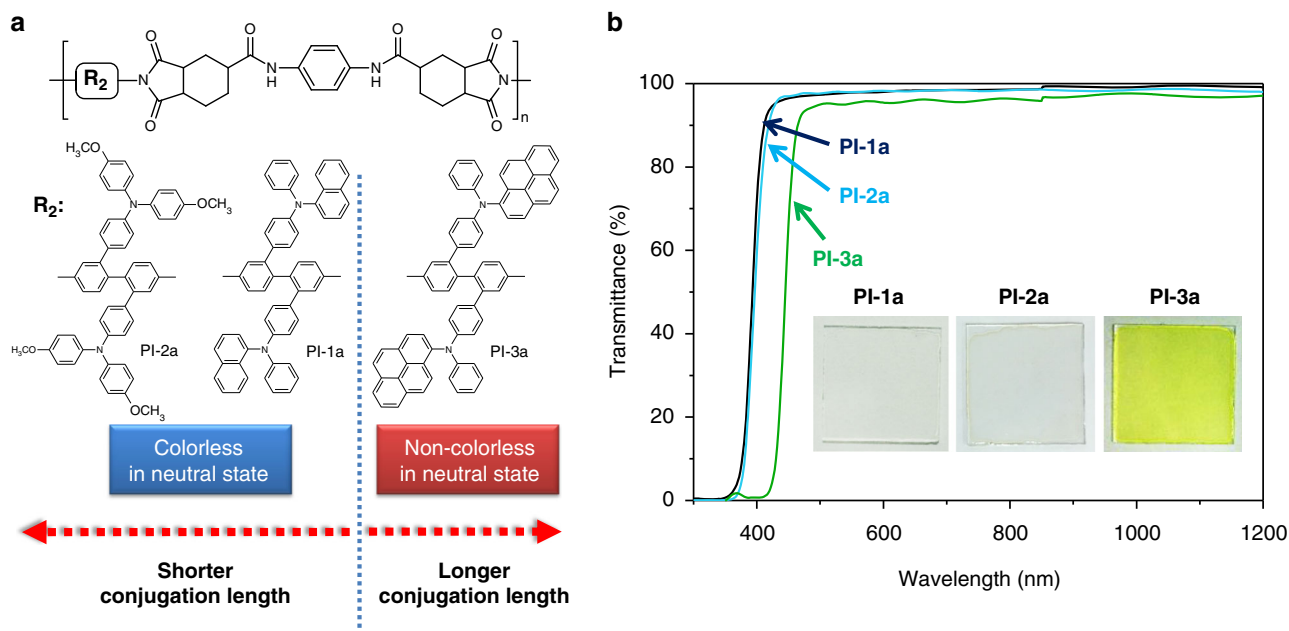 a
O
O
O
O
R₂
N
N
H
N
H
N
O
O
n
H₃CO
R₂:
N
OCH₃
N
N
H₃CO
N
PI-2a
N
PI-1a
N
PI-3a
OCH₃
Colorless
in neutral state
Non-colorless
in neutral state
Shorter
conjugation length
Longer
conjugation length
b
100
80
60
40
20
0
Transmittance (%)
PI-1a
PI-2a
PI-3a
PI-1a PI-2a PI-3a
400 600 800 1000 1200
Wavelength (nm)